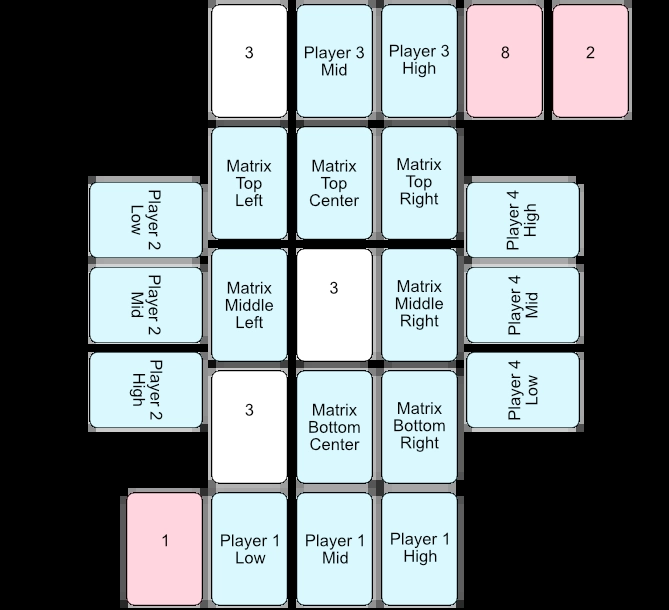 3
Player 3
Mid
Player 3
High
8
2
Matrix
Top
Left
Matrix
Top
Center
Matrix
Top
Right
Player 2
Low
Player 4
High
Player 2
Mid
Matrix
Middle
Left
3
Matrix
Middle
Right
Player 4
Mid
Player 2
High
3
Matrix
Bottom
Center
Matrix
Bottom
Right
Player 4
Low
1
Player 1
Low
Player 1
Mid
Player 1
High